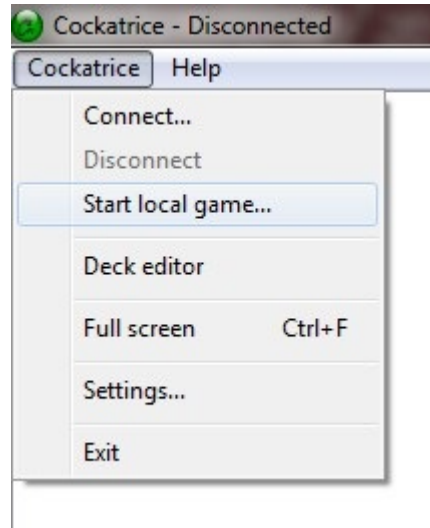 Cockatrice - Disconnected
Cockatrice Help
Connect...
Disconnect
Start local game...
Deck editor
Full screen Ctrl+F
Settings...
Exit